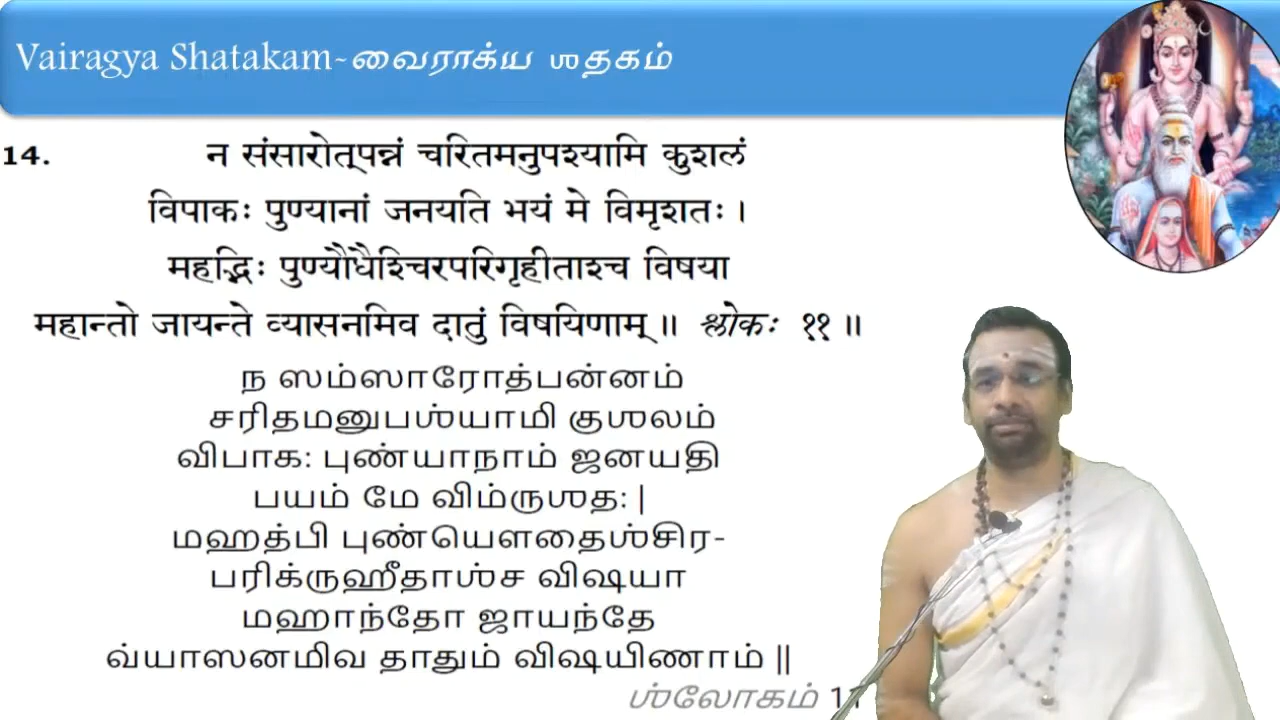 Vairagya Shatakam-வைராக்ய ஶதகம்
14. न संसारोत्पन्नं चरितमनुपश्यामि कुशलं
विपाकः पुण्यानां जनयति भयं मे विमृशतः ।
महद्भिः पुण्यौघैश्चिरपरिगृहीताश्च विषया
महान्तो जायन्ते व्यासनमिव दातुं विषयिणाम् ॥ श्लोकः ११ ॥
ந ஸம்ஸாரோத்பன்னம்
சரிதமனுபஶ்யாமி குஶலம்
விபாக: புண்யாநாம் ஜனயதி
பயம் மே விம்ருஶத: |
மஹத்பி புண்யௌதைஶ்சிர-
பரிக்ருஹீதாஶ்ச விஷயா
மஹாந்தோ ஜாயந்தே
வ்யாஸனமிவ தாதும் விஷயிணாம் ||
ஶ்லோகம் 11